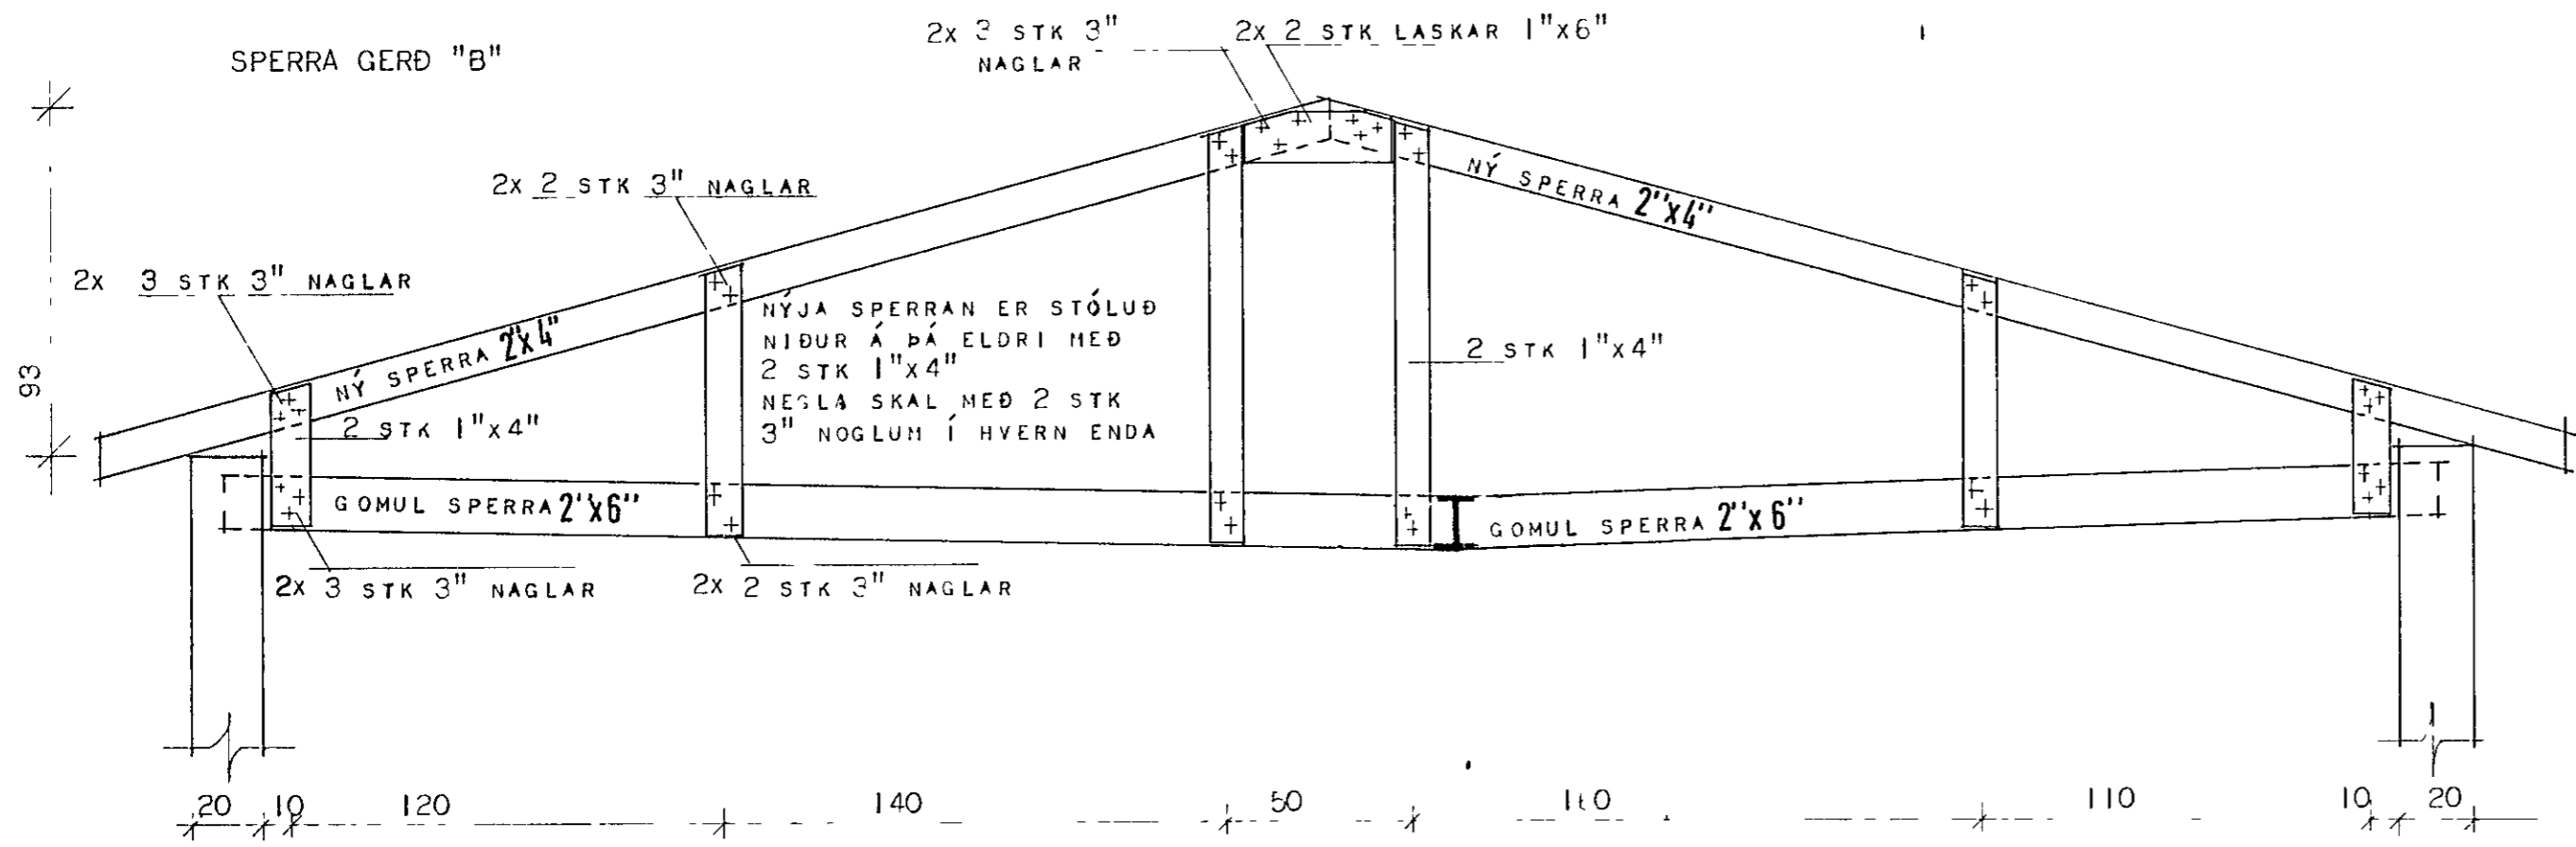 SPERRA GERÐ "B"
2x 3 STK 3"
NAGLAR
2x 2 STK LASKAR 1"x6"
2x 2 STK 3" NAGLAR
2x 3 STK 3" NAGLAR
NÝ SPERRA 2"x4"
NÝ SPERRA 2"x4"
93
NÝJA SPERRAN ER STÓLUÐ
NIÐUR Á ÞÁ ELDRI MEÐ
2 STK 1"x4"
NEGLA SKAL MEÐ 2 STK
3" NOGLUM Í HVERN ENDA
2 STK 1"x4"
2 STK 1"x4"
GOMUL SPERRA 2"x6"
GOMUL SPERRA 2"x6"
2x 3 STK 3" NAGLAR
2x 2 STK 3" NAGLAR
20 10 120 140 50 110 10 20